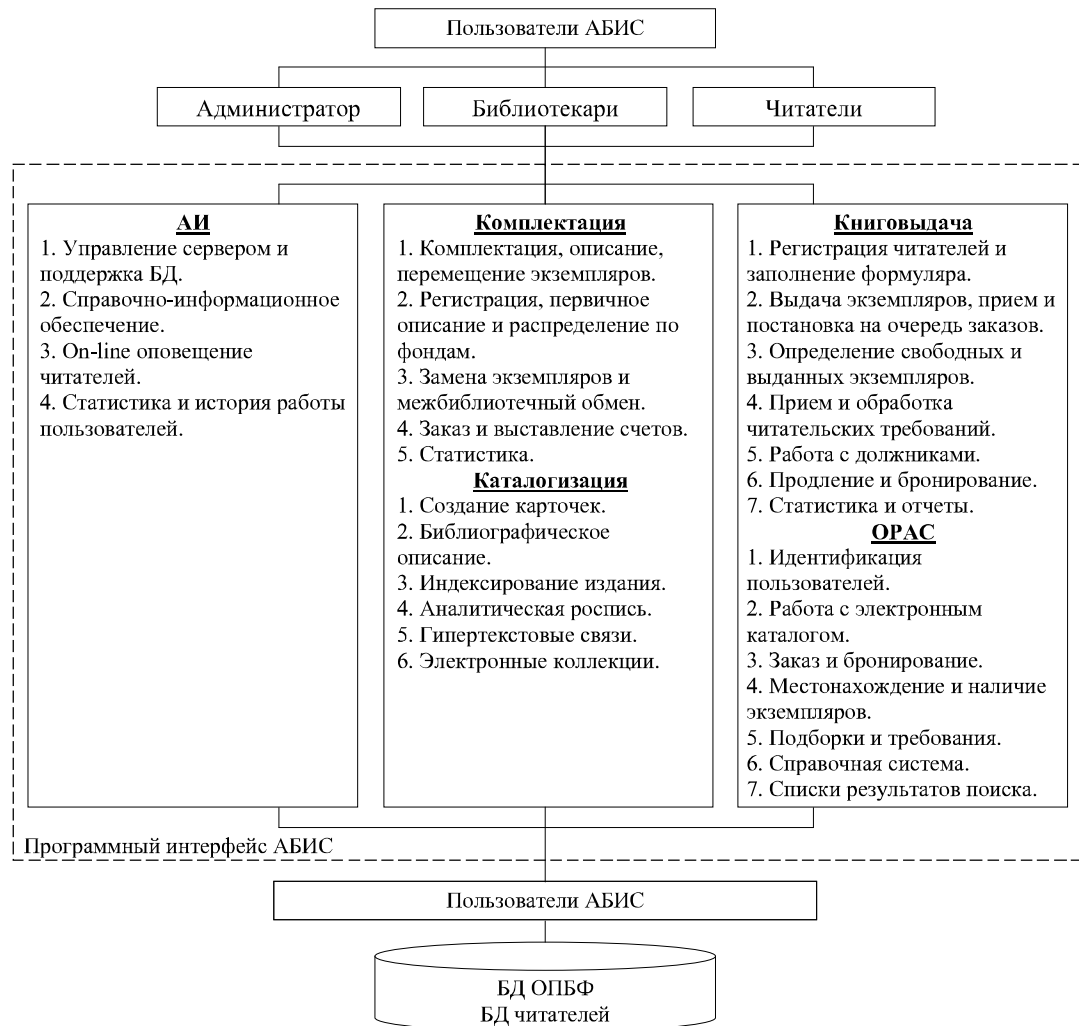 Пользователи АБИС
Администратор
Библиотекари
Читатели
АИ
1. Управление сервером и
поддержка БД.
2. Справочно-информационное
обеспечение.
3. On-line оповещение
читателей.
4. Статистика и история работы
пользователей.
Комплектация
1. Комплектация, описание,
перемещение экземпляров.
2. Регистрация, первичное
описание и распределение по
фондам.
3. Замена экземпляров и
межбиблиотечный обмен.
4. Заказ и выставление счетов.
5. Статистика.
Каталогизация
1. Создание карточек.
2. Библиографическое
описание.
3. Индексирование издания.
4. Аналитическая роспись.
5. Гипертекстовые связи.
6. Электронные коллекции.
Книговыдача
1. Регистрация читателей и
заполнение формуляра.
2. Выдача экземпляров, прием и
постановка на очередь заказов.
3. Определение свободных и
выданных экземпляров.
4. Прием и обработка
читательских требований.
5. Работа с должниками.
6. Продление и бронирование.
7. Статистика и отчеты.
OPAC
1. Идентификация
пользователей.
2. Работа с электронным
каталогом.
3. Заказ и бронирование.
4. Местонахождение и наличие
экземпляров.
5. Подборки и требования.
6. Справочная система.
7. Списки результатов поиска.
Программный интерфейс АБИС
Пользователи АБИС
БД ОПБФ
БД читателей